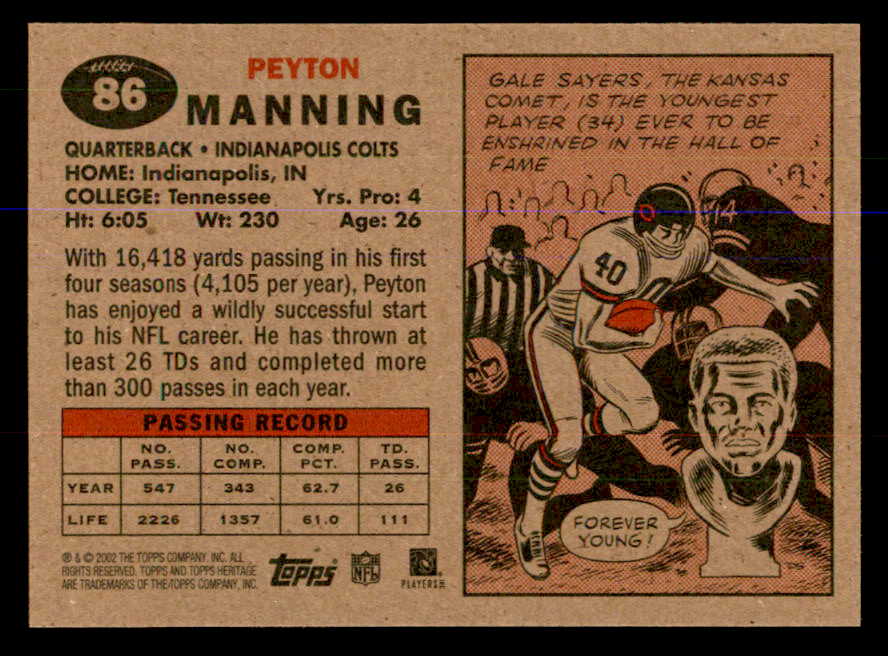 86
PEYTON
MANNING
QUARTERBACK • INDIANAPOLIS COLTS
HOME: Indianapolis, IN
COLLEGE: Tennessee Yrs. Pro: 4
Ht: 6:05 Wt: 230 Age: 26
With 16,418 yards passing in his first
four seasons (4,105 per year), Peyton
has enjoyed a wildly successful start
to his NFL career. He has thrown at
least 26 TDs and completed more
than 300 passes in each year.
PASSING RECORD
NO. PASS. NO. COMP. COMP. PCT. TD. PASS.
YEAR 547 343 62.7 26
LIFE 2226 1357 61.0 111
® & © 2002 THE TOPPS COMPANY, INC. ALL
RIGHTS RESERVED. TOPPS AND TOPPS HERITAGE
ARE TRADEMARKS OF THE TOPPS COMPANY, INC.
Topps
NFL
PLAYERS INC
GALE SAYERS, THE KANSAS
COMET, IS THE YOUNGEST
PLAYER (34) EVER TO BE
ENSHRINED IN THE HALL OF
FAME
44
40
40
FOREVER
YOUNG!